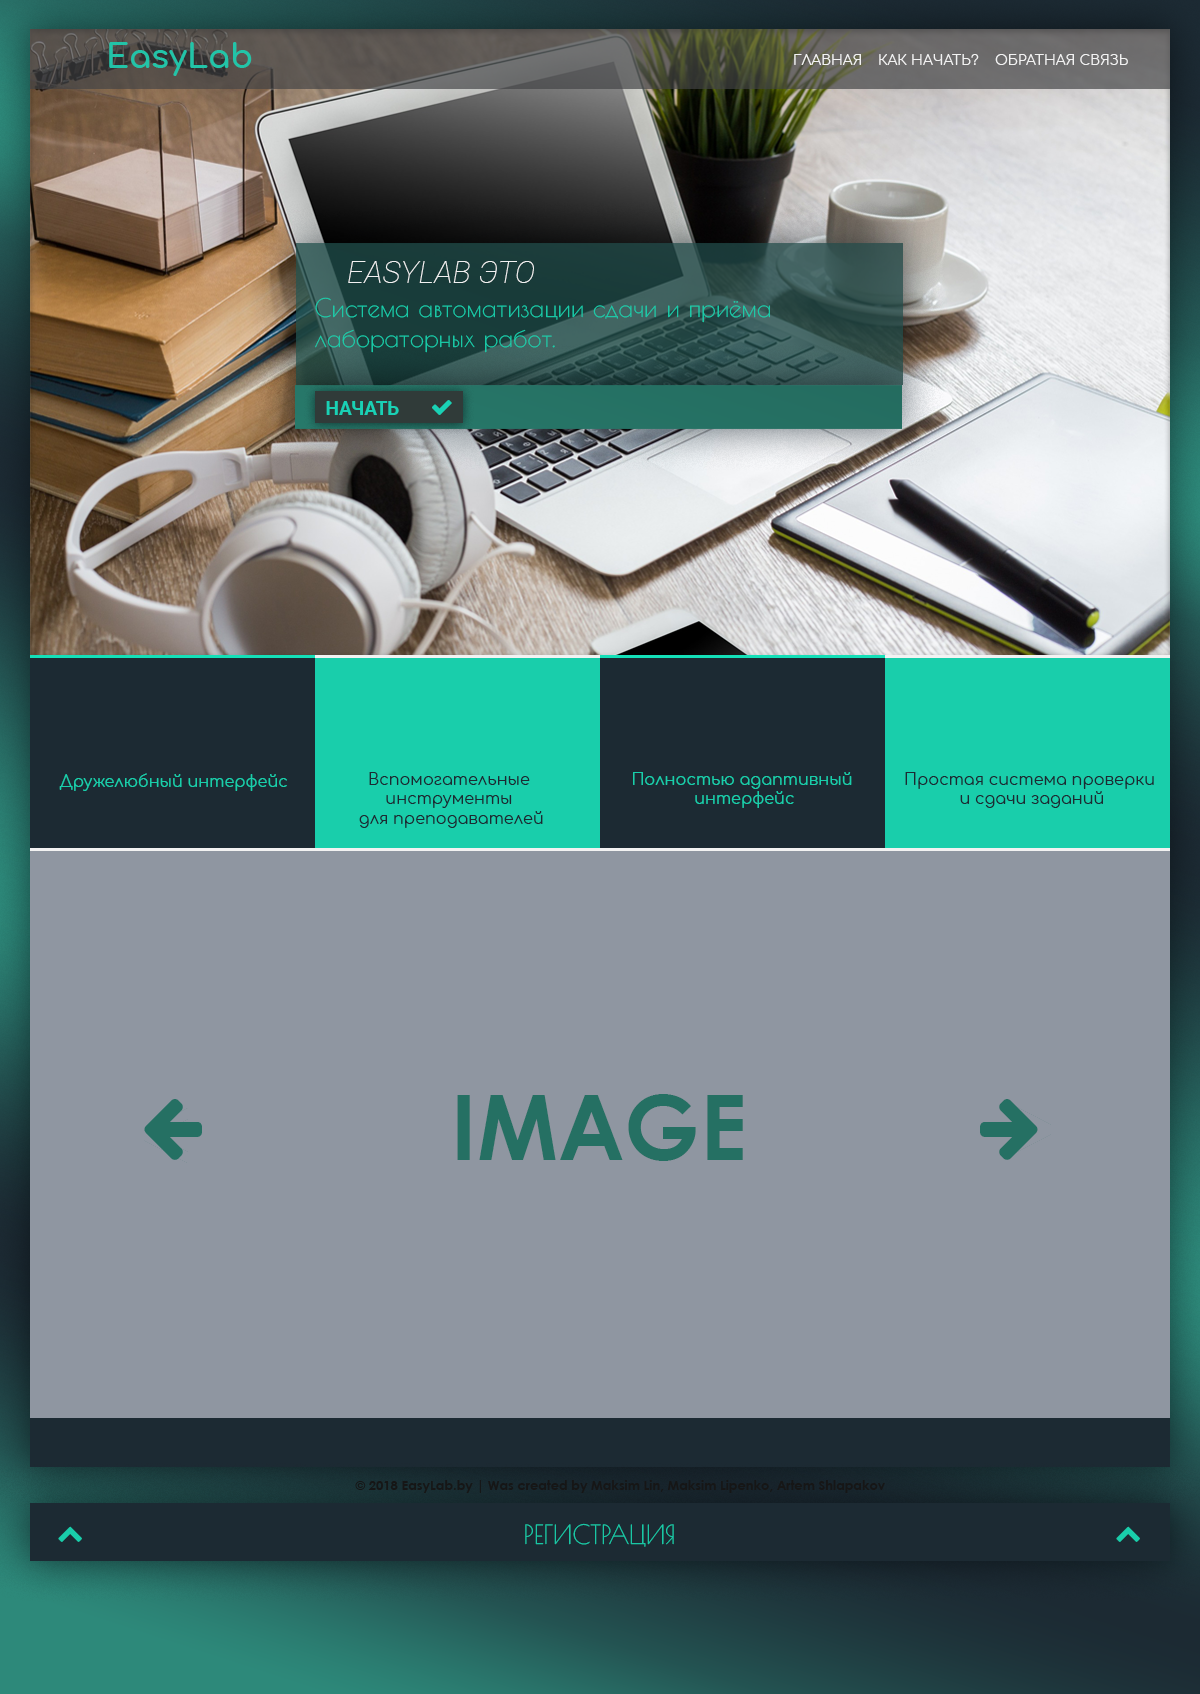 EasyLab
ГЛАВНАЯ КАК НАЧАТЬ? ОБРАТНАЯ СВЯЗЬ
EASYLAB ЭТО
Система автоматизации сдачи и приёма
лабораторных работ.
НАЧАТЬ
Дружелюбный интерфейс
Вспомогательные
инструменты
для преподавателей
Полностью адаптивный
интерфейс
Простая система проверки
и сдачи заданий
IMAGE
© 2018 EasyLab.by | Was created by Maksim Lin, Maksim Lipenko, Artem Shlapakov
РЕГИСТРАЦИЯ